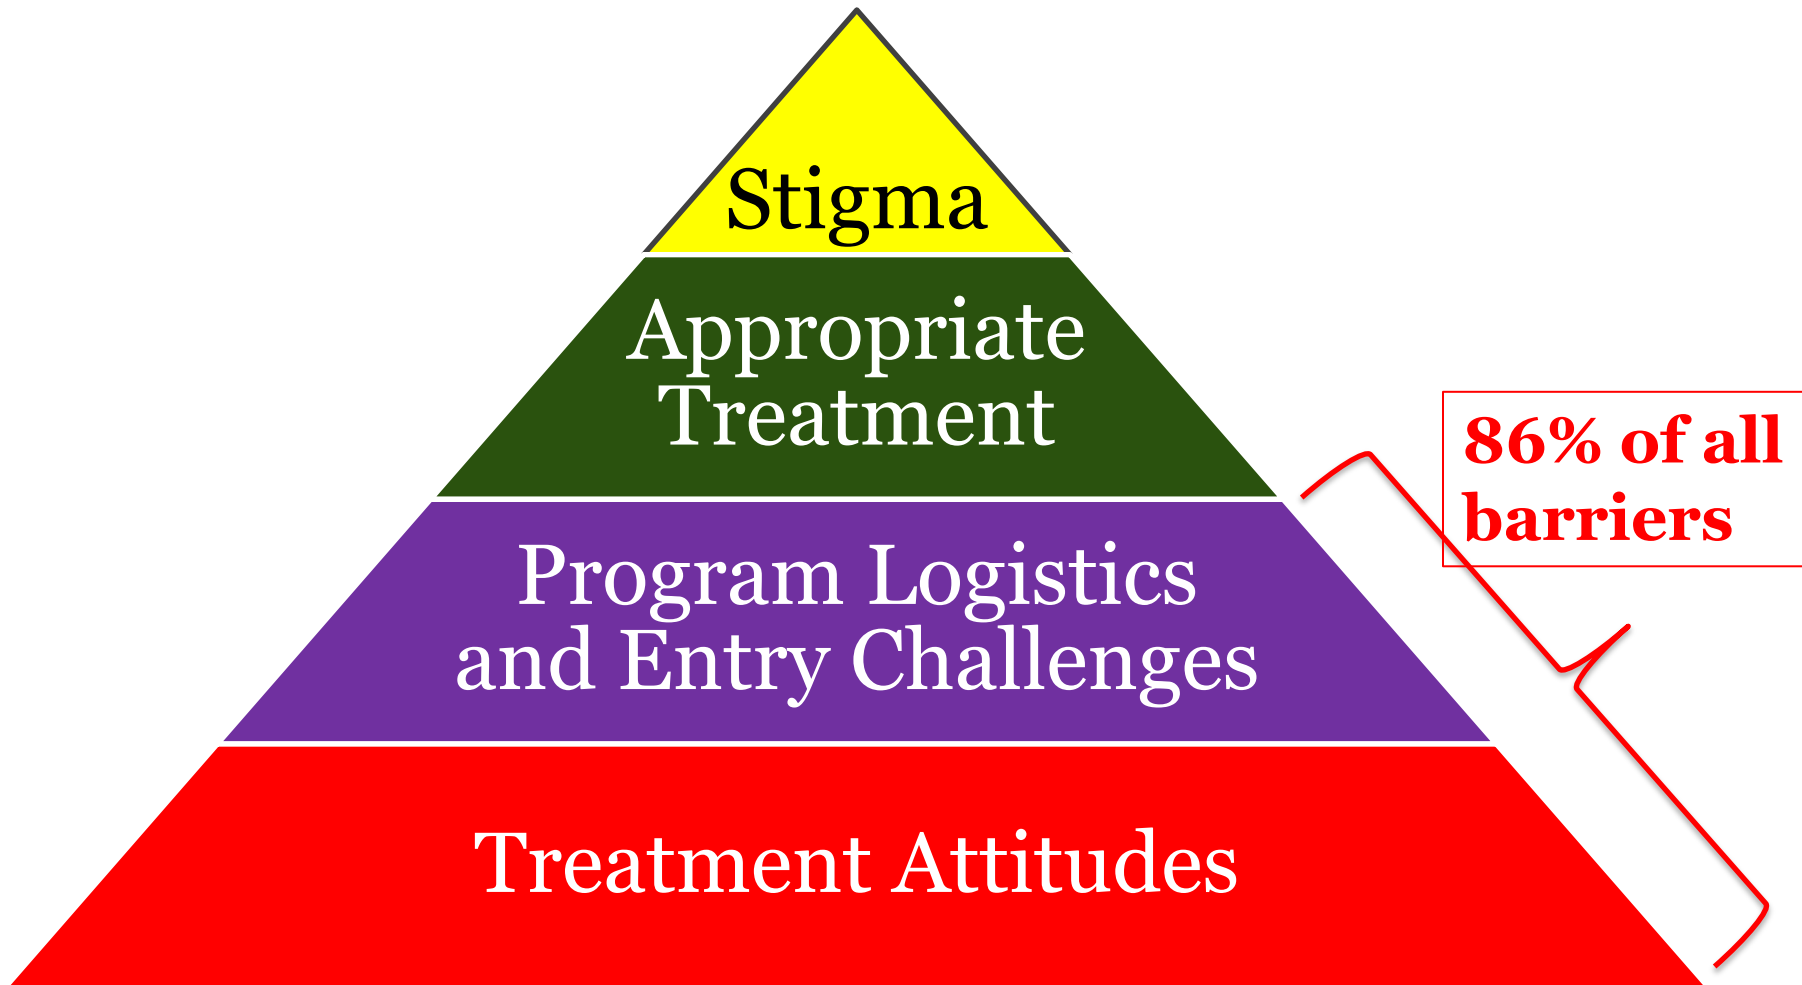 Stigma
Appropriate
Treatment
86% of all
barriers
Program Logistics
and Entry Challenges
Treatment Attitudes